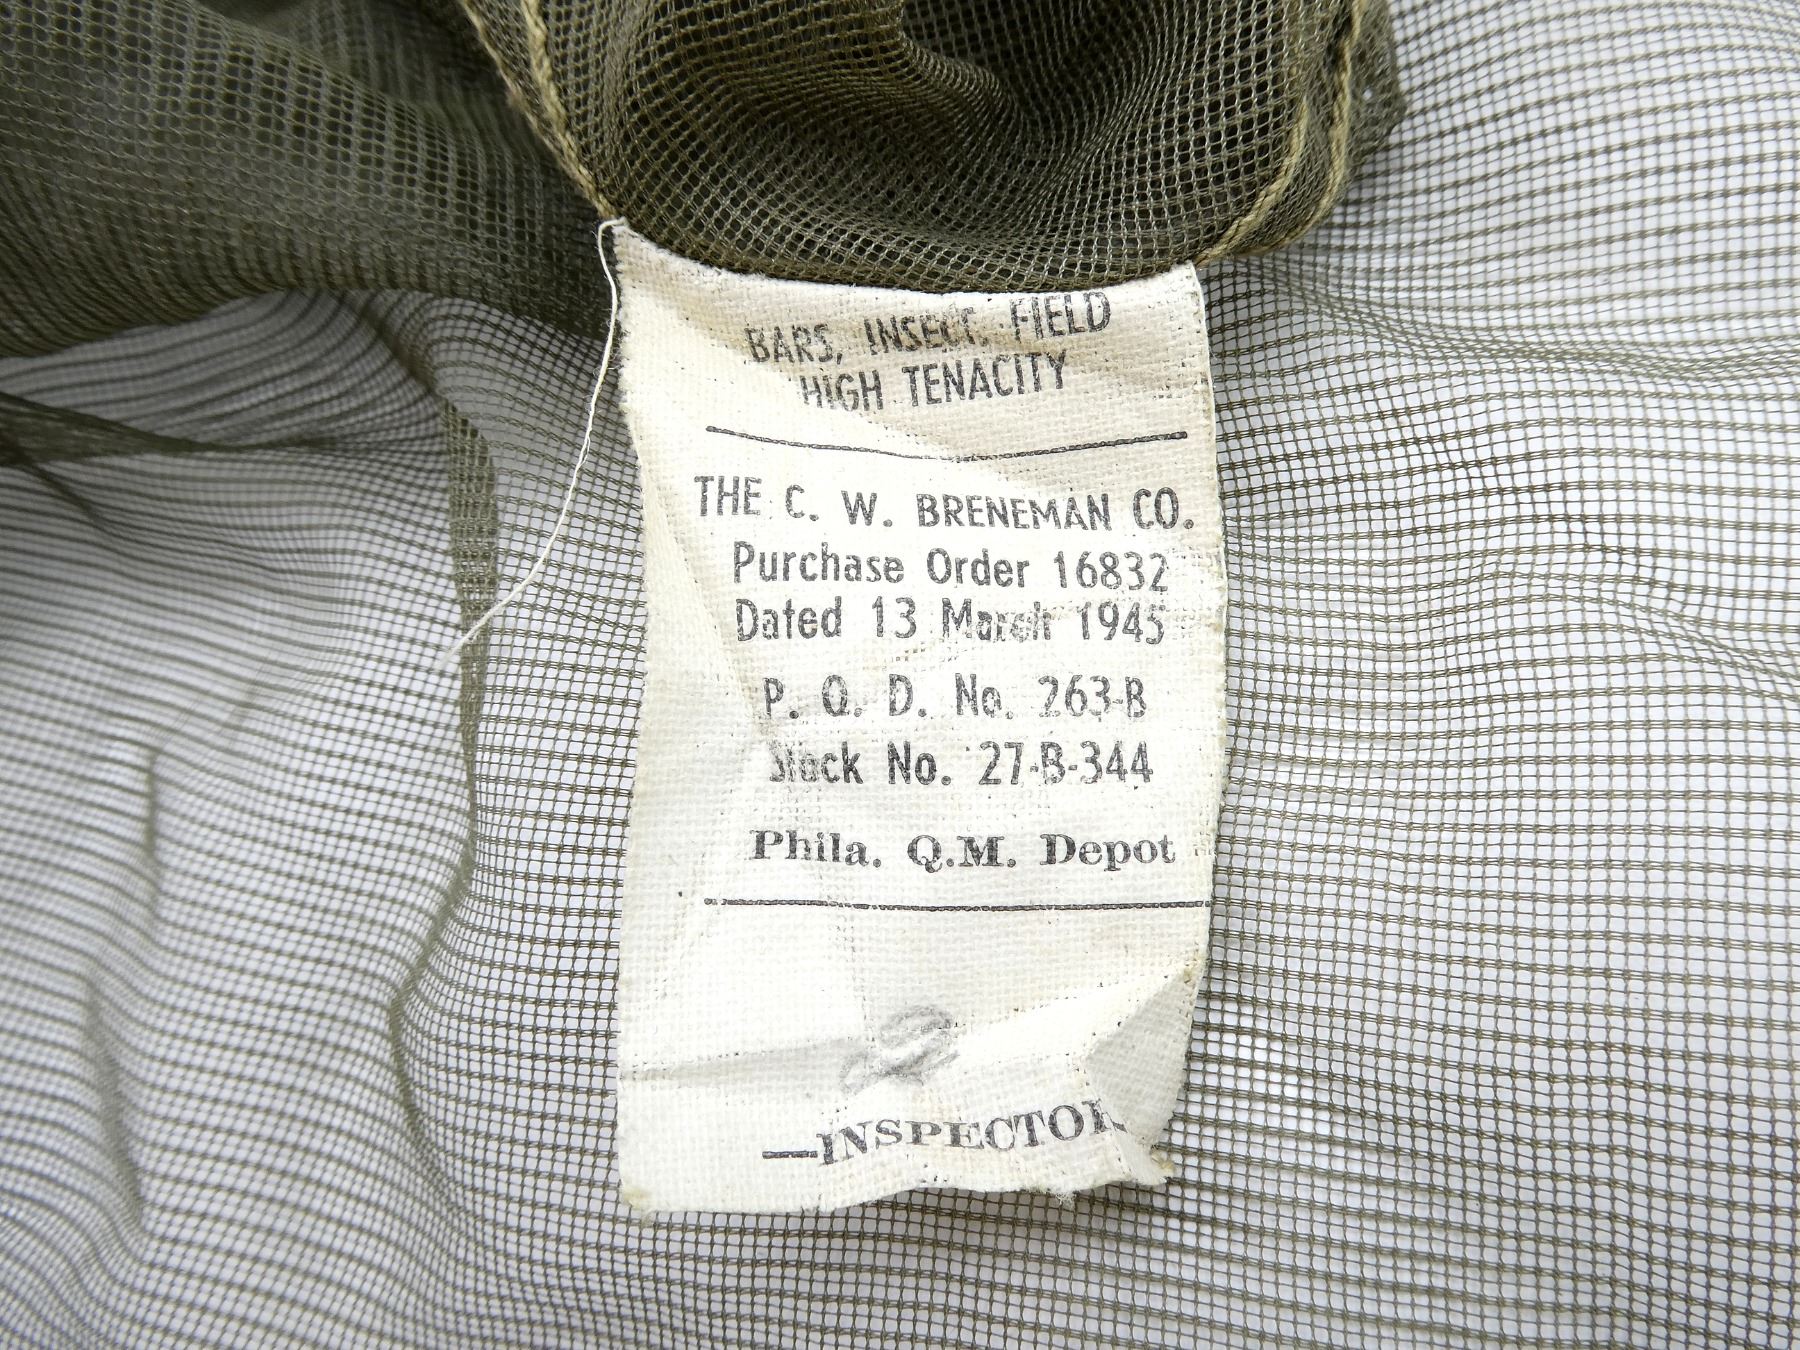 BARS, INSECT, FIELD
HIGH TENACITY
THE C. W. BRENEMAN CO.
Purchase Order 16832
Dated 13 March 1945
P. Q. D. No. 263-B
Stock No. 27-B-344
Phila. Q.M. Depot
—INSPECTOR